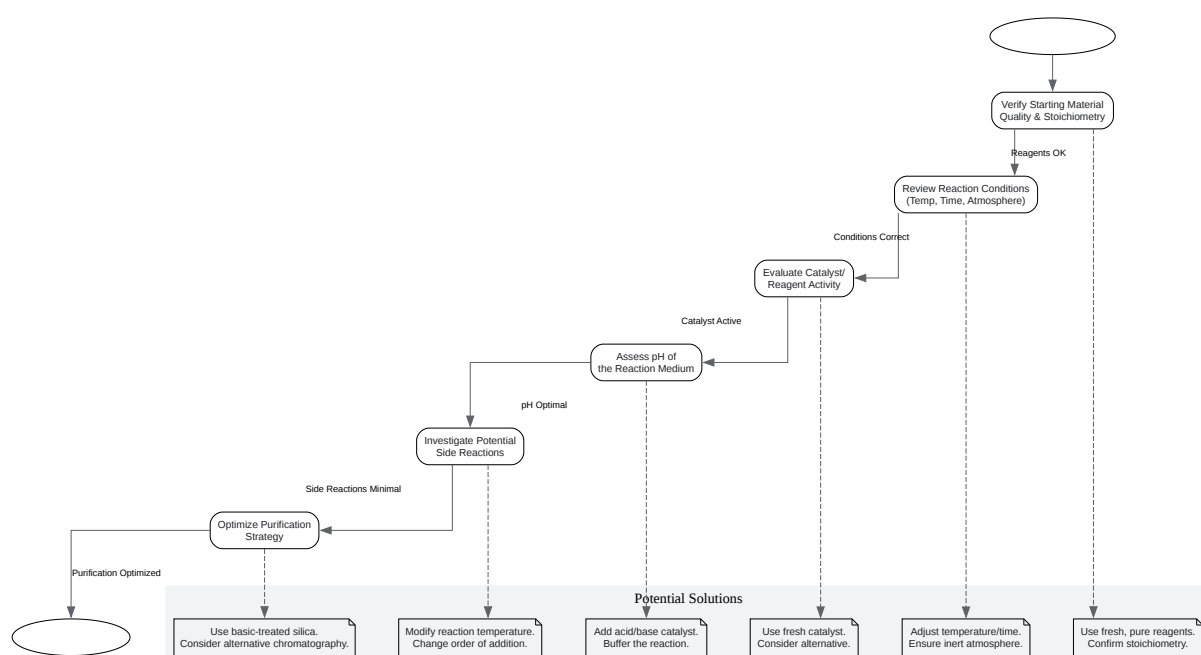 Verify Starting Material
Quality & Stoichiometry
Reagents OK
Review Reaction Conditions
(Temp, Time, Atmosphere)
Conditions Correct
Evaluate Catalyst/
Reagent Activity
Catalyst Active
Assess pH of
the Reaction Medium
pH Optimal
Investigate Potential
Side Reactions
Side Reactions Minimal
Optimize Purification
Strategy
Purification Optimized
Potential Solutions
Use basic-treated silica.
Consider alternative chromatography.
Modify reaction temperature.
Change order of addition.
Add acid/base catalyst.
Buffer the reaction.
Use fresh catalyst.
Consider alternative.
Adjust temperature/time.
Ensure inert atmosphere.
Use fresh, pure reagents.
Confirm stoichiometry.